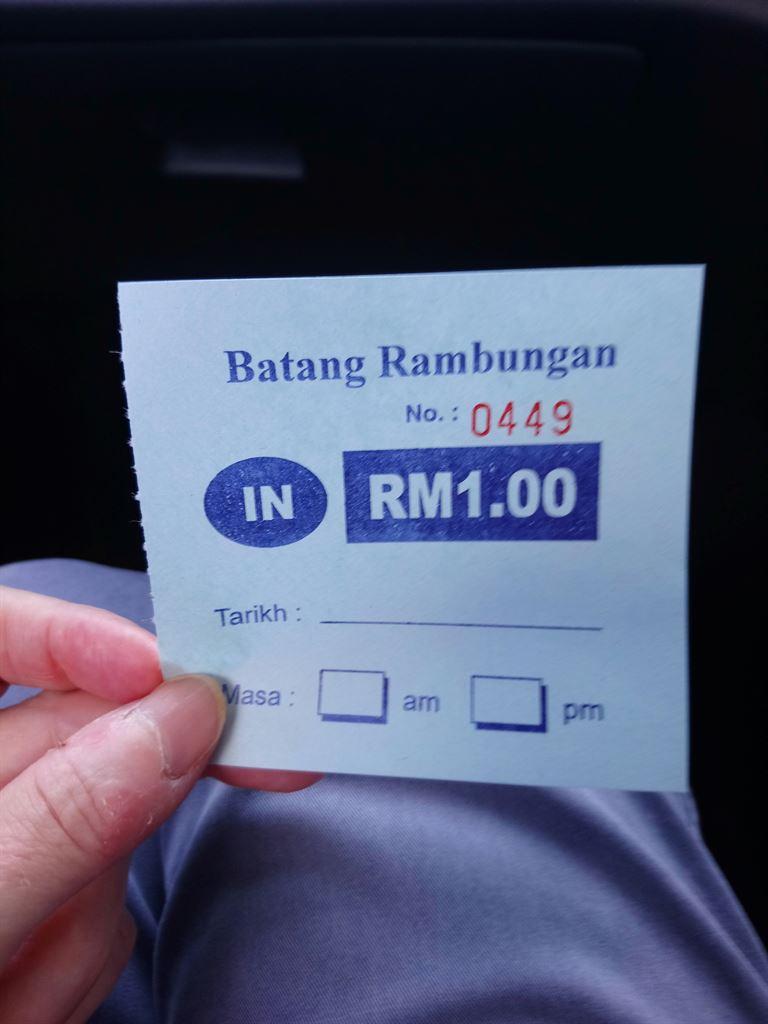 Batang Rambungan
No. : 0449
IN RM1.00
Tarikh :
Masa : am pm